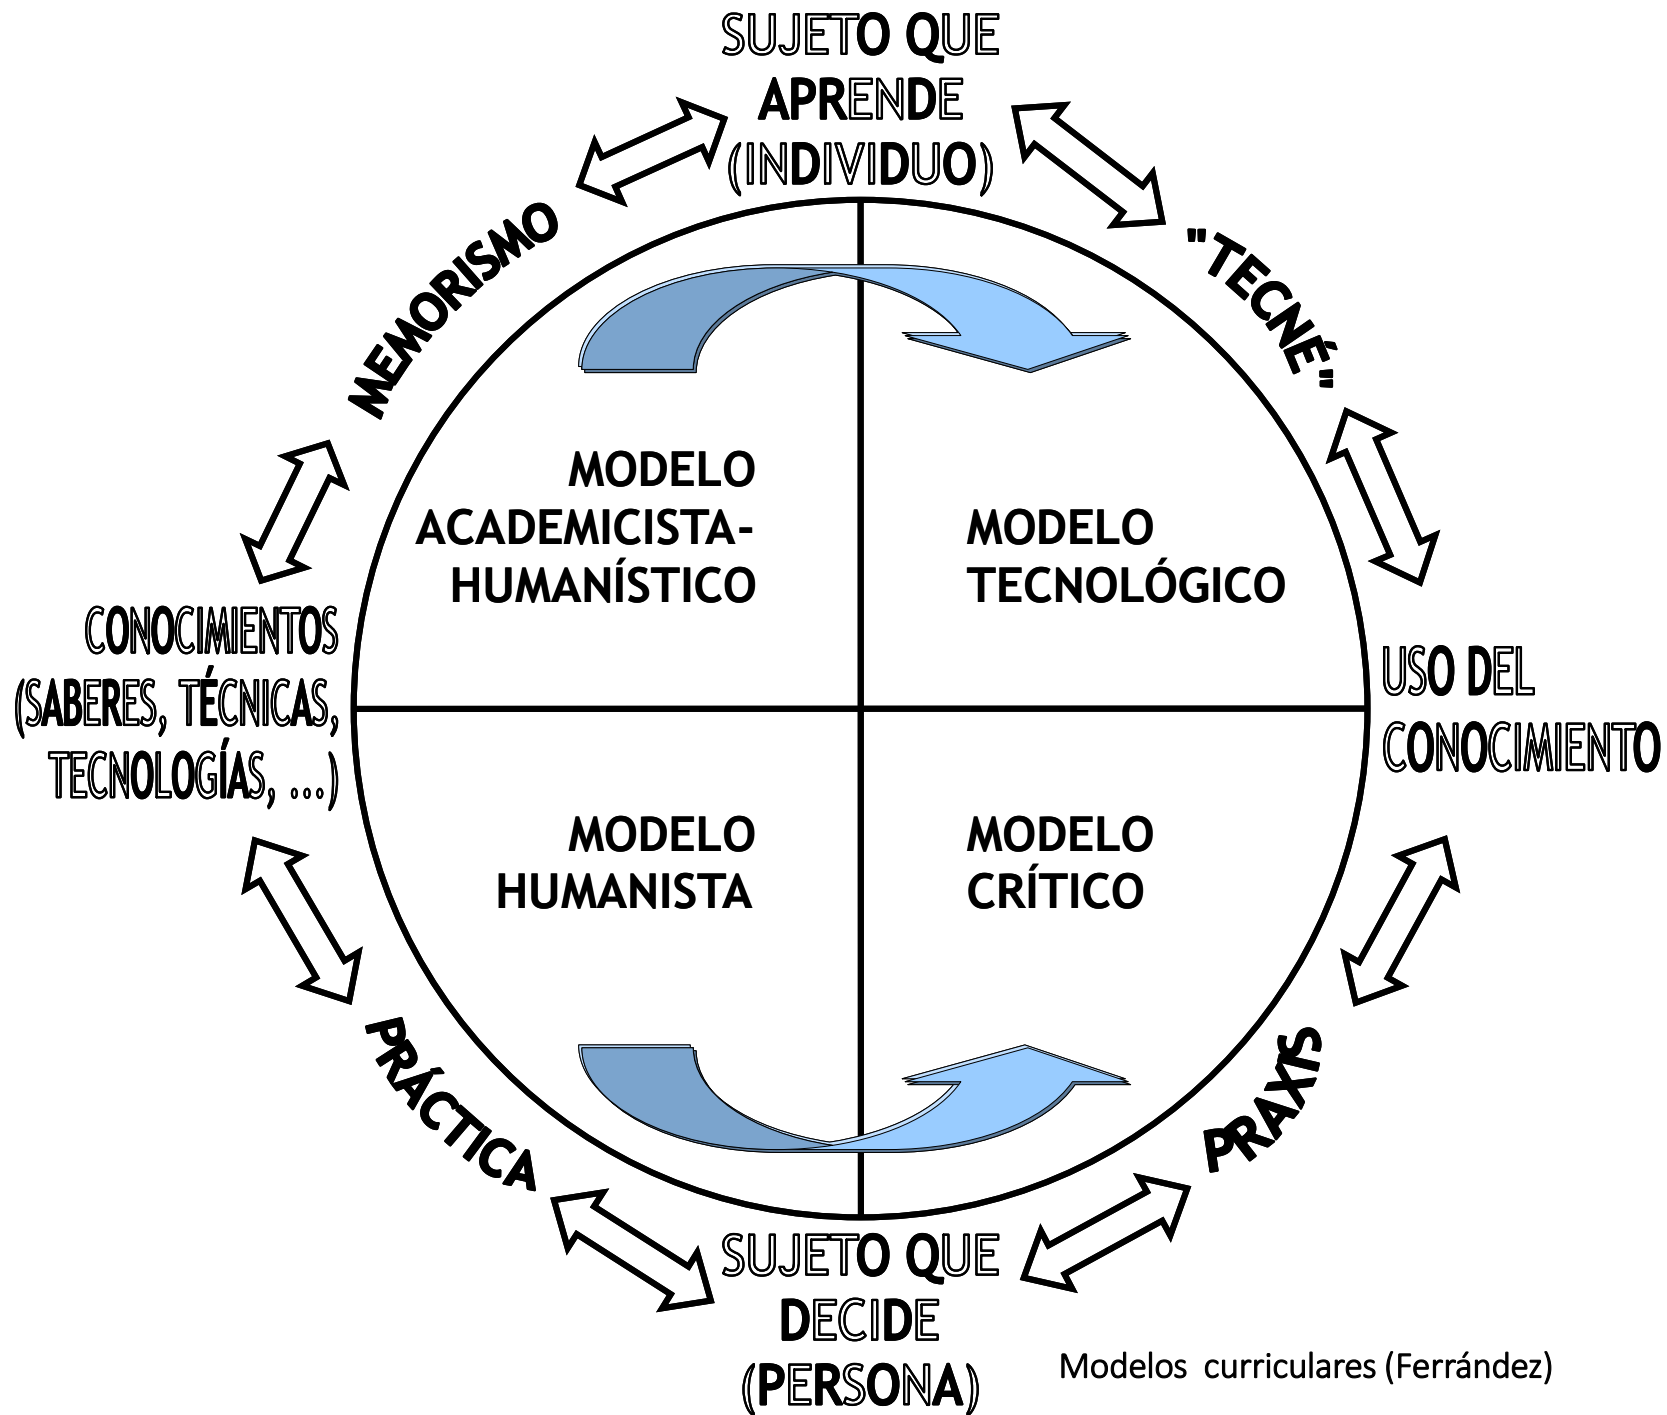 SUJETO QUE
APRENDE
(INDIVIDUO)
MEMORISMO
"TECNÉ"
MODELO
ACADEMICISTA-
HUMANÍSTICO
MODELO
TECNOLÓGICO
CONOCIMIENTOS
(SABERES, TÉCNICAS,
TECNOLOGÍAS, ...)
USO DEL
CONOCIMIENTO
MODELO
HUMANISTA
MODELO
CRÍTICO
PRÁCTICA
PRAXIS
SUJETO QUE
DECIDE
(PERSONA)
Modelos curriculares (Ferrández)